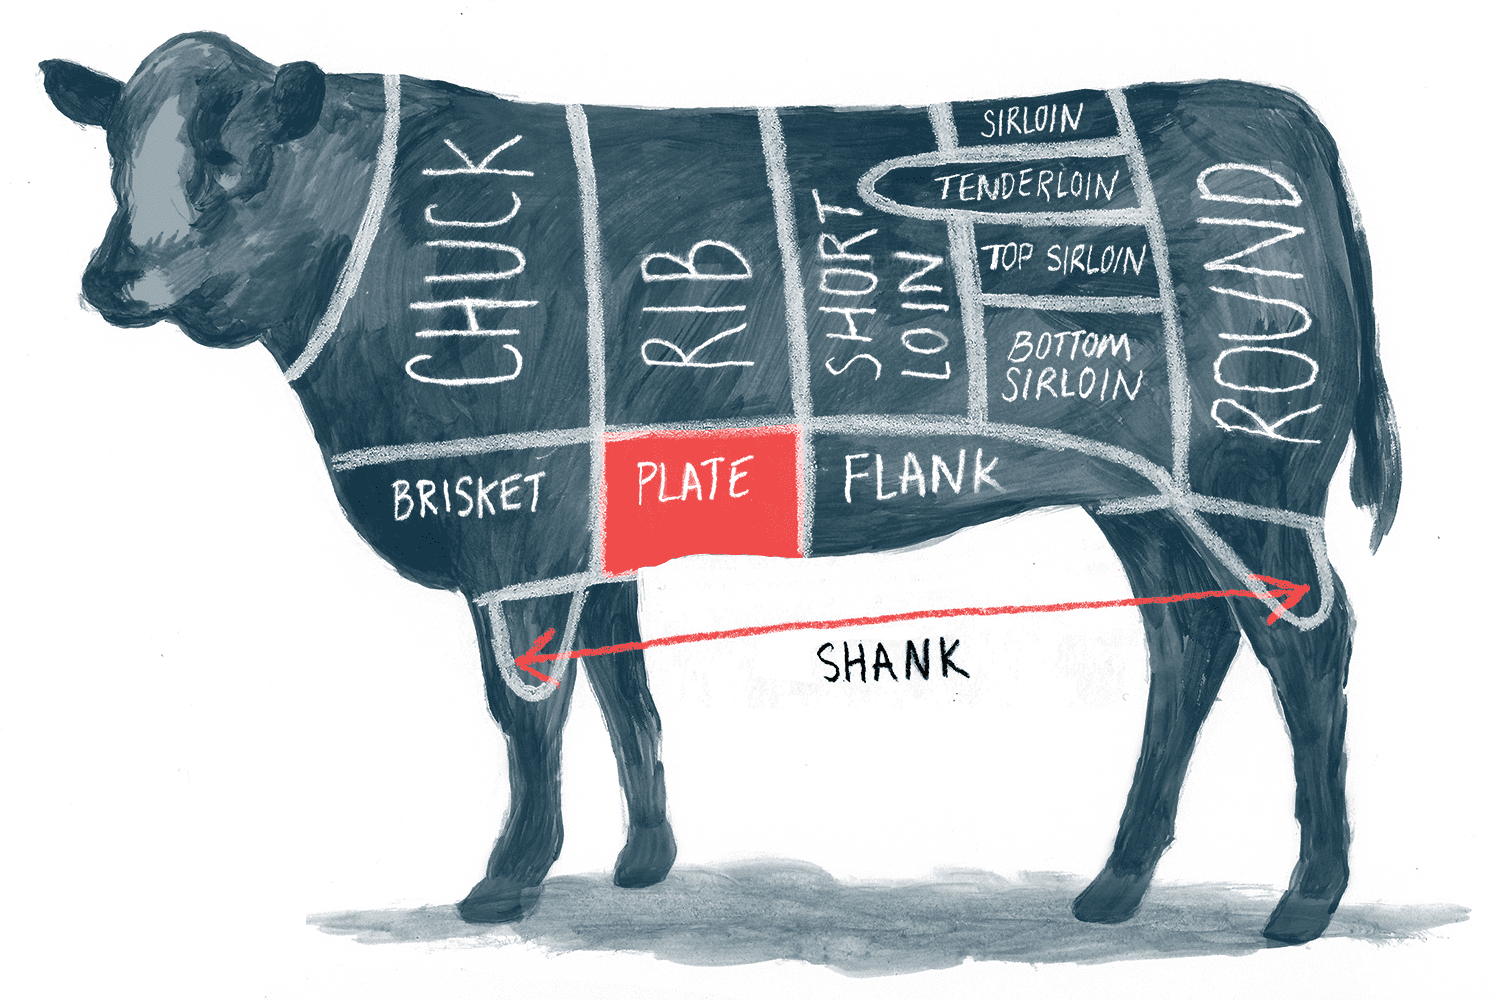 CHUCK
RIB
SHORT
LOIN
SIRLOIN
TENDERLOIN
TOP SIRLOIN
BOTTOM
SIRLOIN
ROUND
BRISKET
PLATE
FLANK
SHANK